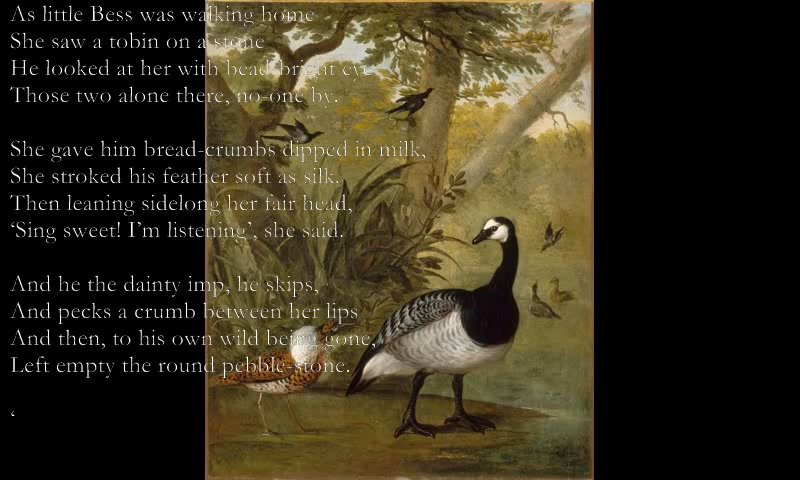 As little Bess was walking home
She saw a tobin on a stone
He looked at her with bead-bright eye
Those two alone there, no-one by.

She gave him bread-crumbs dipped in milk,
She stroked his feather soft as silk.
Then leaning sidelong her fair head,
‘Sing sweet! I’m listening’, she said.

And he the dainty imp, he skips,
And pecks a crumb between her lips
And then, to his own wild being gone,
Left empty the round pebble-stone.

‘